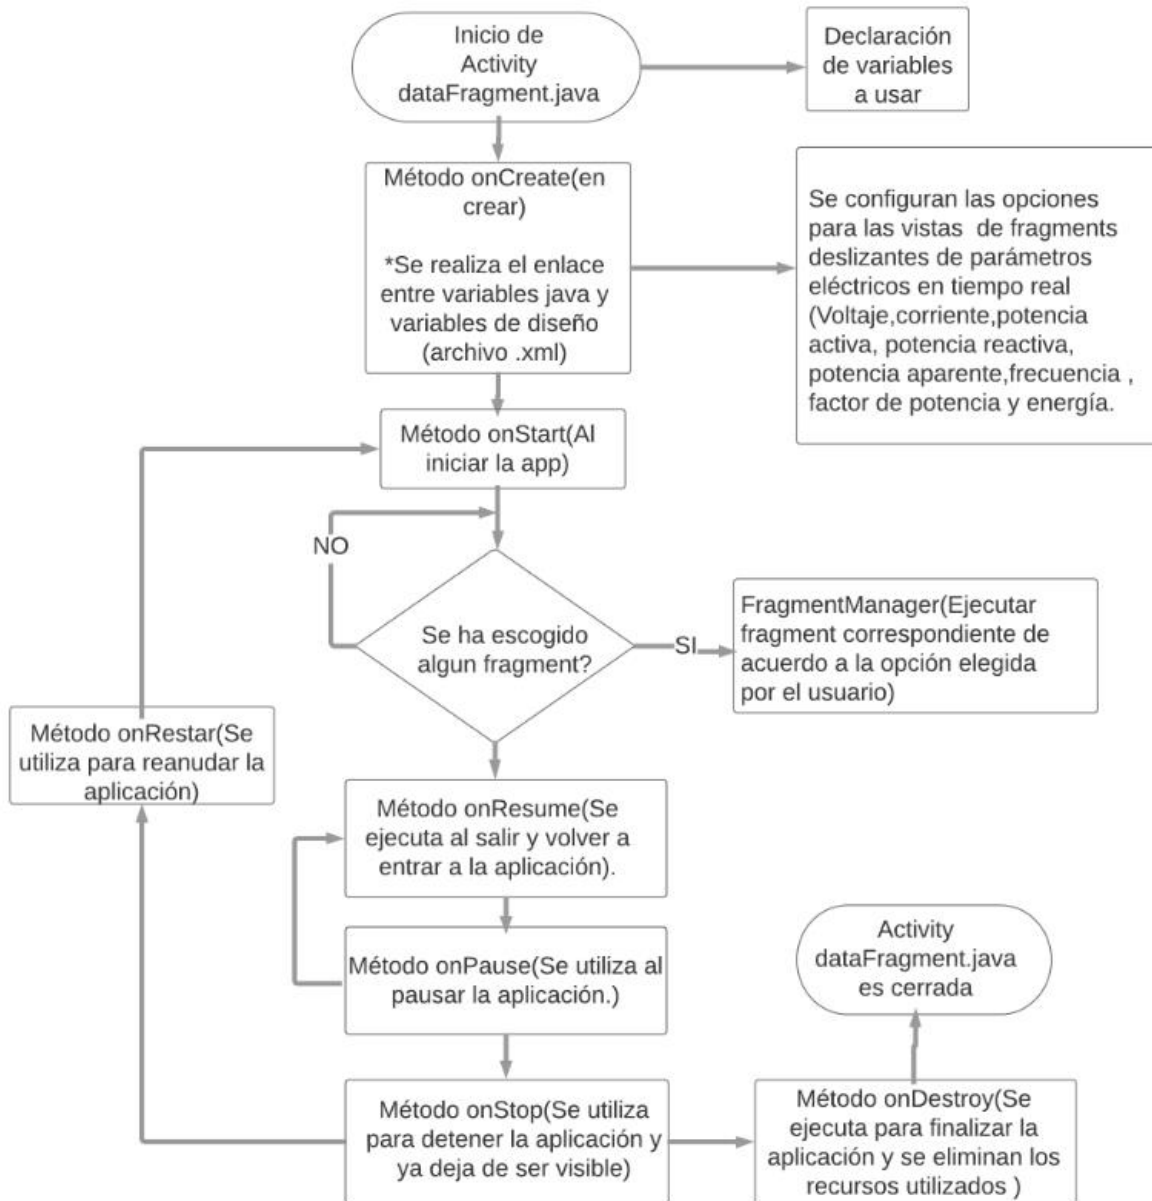 Inicio de
Activity
dataFragment.java
Declaración
de variables
a usar
Método onCreate(en
crear)
*Se realiza el enlace
entre variables java y
variables de diseño
(archivo .xml)
Se configuran las opciones
para las vistas de fragments
deslizantes de parámetros
eléctricos en tiempo real
(Voltaje,corriente,potencia
activa, potencia reactiva,
potencia aparente,frecuencia ,
factor de potencia y energía.
Método onStart(Al
iniciar la app)
NO
Se ha escogido
algun fragment?
SI
FragmentManager(Ejecutar
fragment correspondiente de
acuerdo a la opción elegida
por el usuario)
Método onRestar(Se
utiliza para reanudar la
aplicación)
Método onResume(Se
ejecuta al salir y volver a
entrar a la aplicación).
Método onPause(Se utiliza al
pausar la aplicación.)
Activity
dataFragment.java
es cerrada
Método onStop(Se utiliza
para detener la aplicación y
ya deja de ser visible)
Método onDestroy(Se
ejecuta para finalizar la
aplicación y se eliminan los
recursos utilizados )